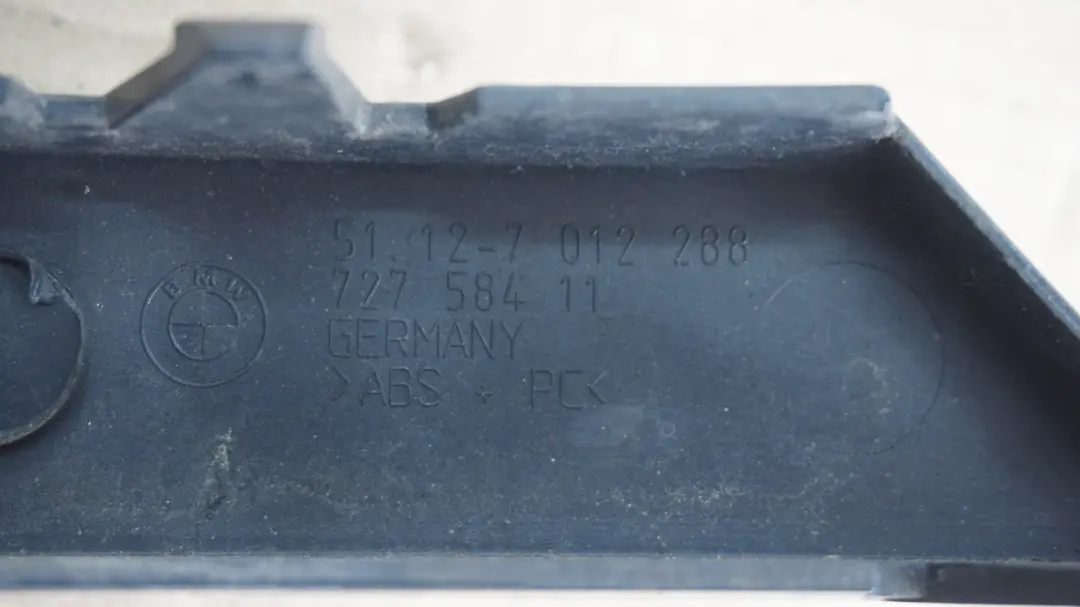 51.12-7 012 288
727 584 11
GERMANY
>ABS + PC<
BMW